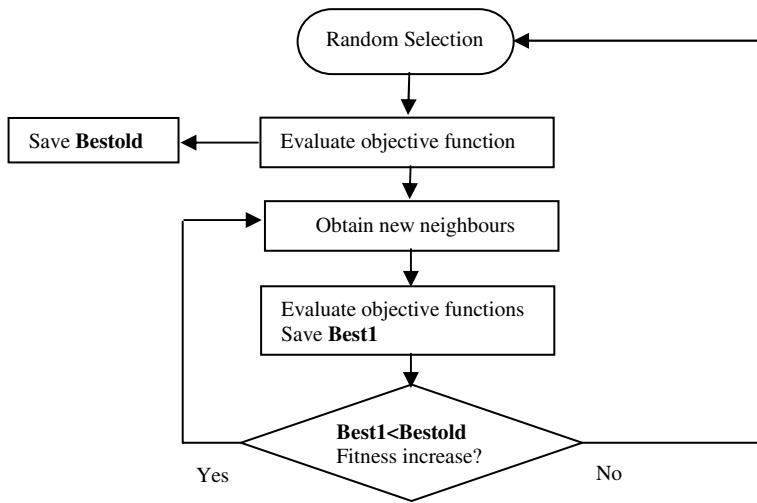 Random Selection
Save Bestold
Evaluate objective function
Obtain new neighbours
Evaluate objective functions
Save Best1
Best1<Bestold
Fitness increase?
Yes
No